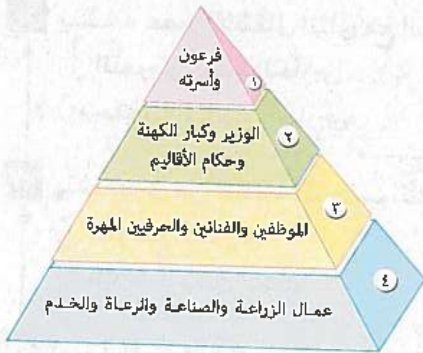 فرعون
وأسرته
١
الوزير وكبار الكهنة
وحكام الأقاليم
٢
الموظفين والفنانين والحرفيين المهرة
٣
عمال الزراعة والصناعة والرعاة والخدم
٤